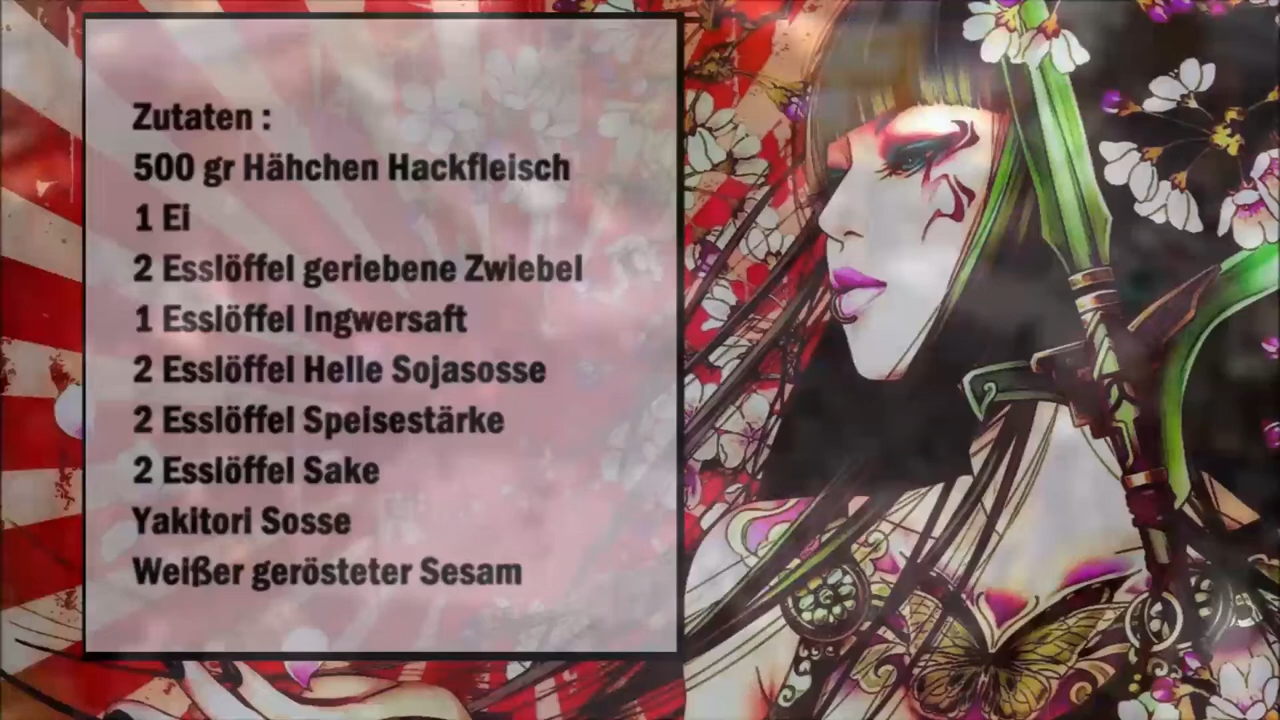 Zutaten :
500 gr Hähchen Hackfleisch
1 Ei
2 Esslöffel geriebene Zwiebel
1 Esslöffel Ingwersaft
2 Esslöffel Helle Sojasosse
2 Esslöffel Speisestärke
2 Esslöffel Sake
Yakitori Sosse
Weißer gerösteter Sesam